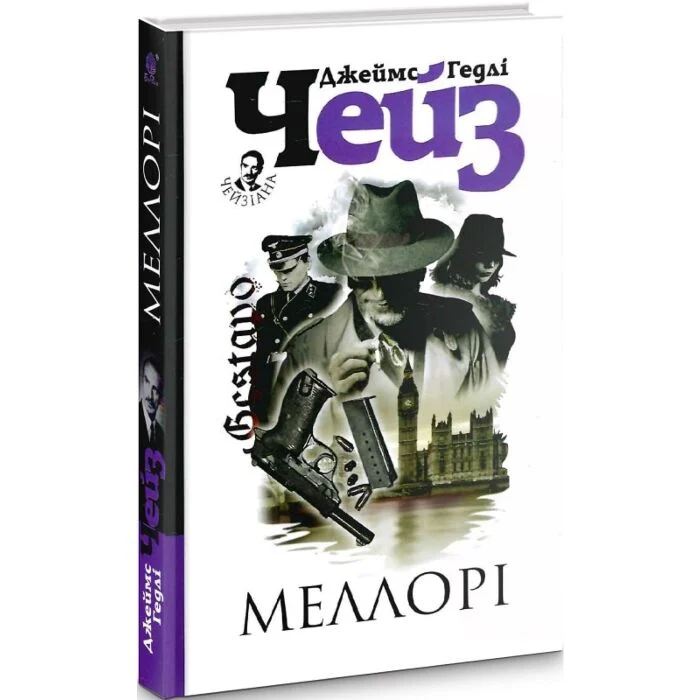 Джеймс Гедлі
Чейз
ЧЕЙЗІАНА
Gestapo
МЕЛЛОРІ
МЕЛЛОРІ
Чейз
Джеймс
Гедлі